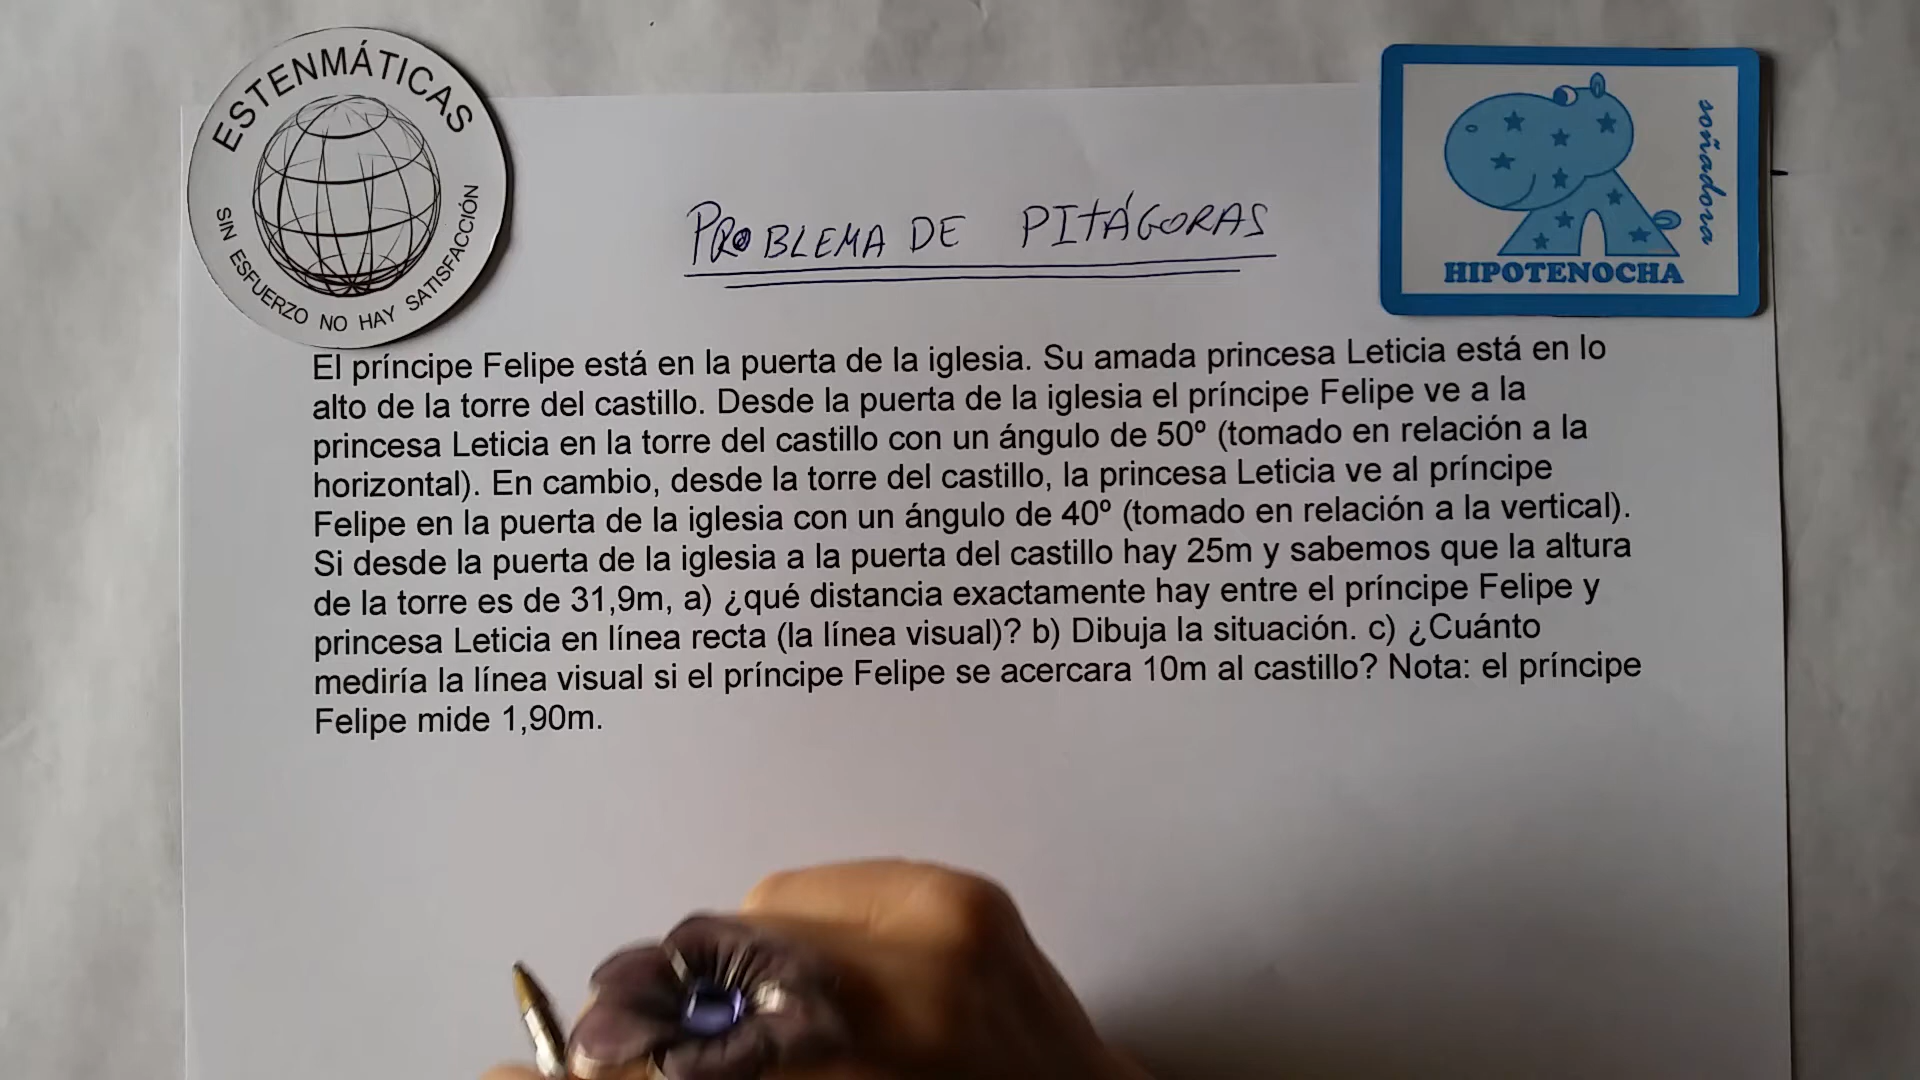 ESTENMÁTICAS
SIN ESFUERZO NO HAY SATISFACCIÓN
PROBLEMA DE PITÁGORAS
soñadora
HIPOTENOCHA
El príncipe Felipe está en la puerta de la iglesia. Su amada princesa Leticia está en lo
alto de la torre del castillo. Desde la puerta de la iglesia el príncipe Felipe ve a la
princesa Leticia en la torre del castillo con un ángulo de 50º (tomado en relación a la
horizontal). En cambio, desde la torre del castillo, la princesa Leticia ve al príncipe
Felipe en la puerta de la iglesia con un ángulo de 40º (tomado en relación a la vertical).
Si desde la puerta de la iglesia a la puerta del castillo hay 25m y sabemos que la altura
de la torre es de 31,9m, a) ¿qué distancia exactamente hay entre el príncipe Felipe y
princesa Leticia en línea recta (la línea visual)? b) Dibuja la situación. c) ¿Cuánto
mediría la línea visual si el príncipe Felipe se acercara 10m al castillo? Nota: el príncipe
Felipe mide 1,90m.